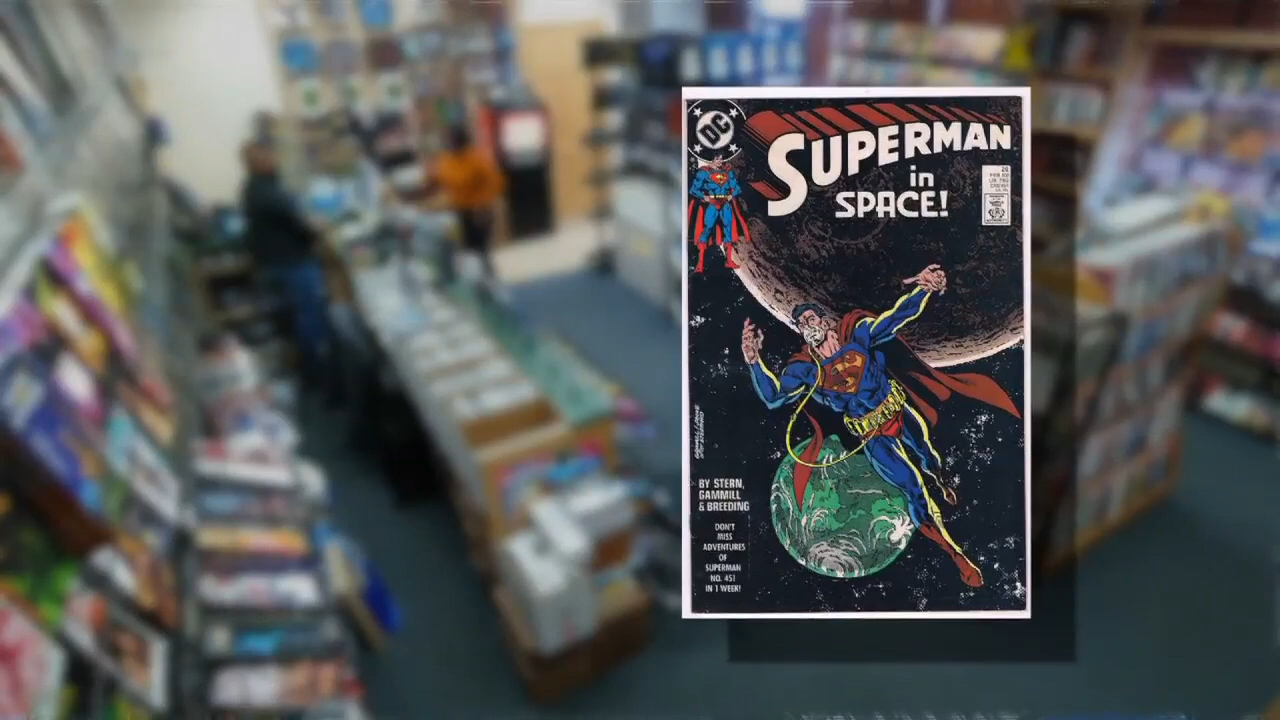 DC
SUPERMAN
in
SPACE!
BY STERN,
GAMMILL
& BREEDING
DON'T
MISS
ADVENTURES
OF
SUPERMAN
NO. 451
IN 1 WEEK!